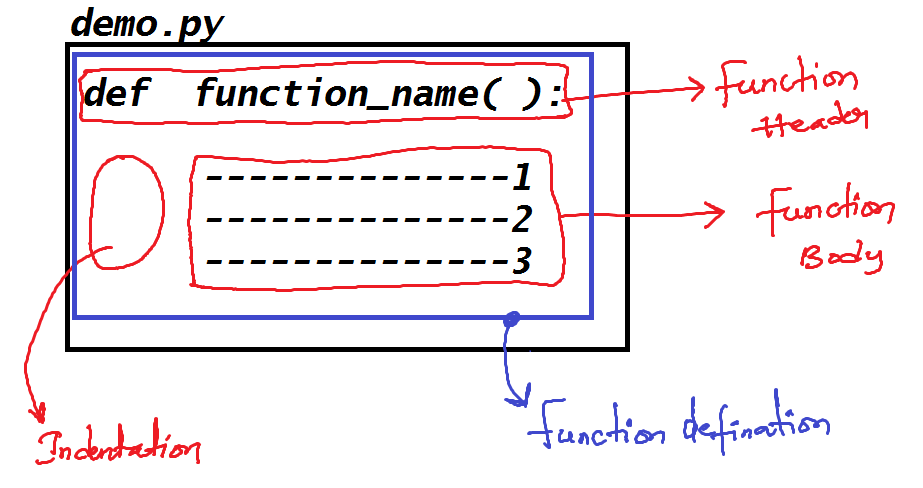 demo.py
def function_name( ):
Function
Header
--------------1
--------------2
--------------3
Function
Body
Function defination
Indentation